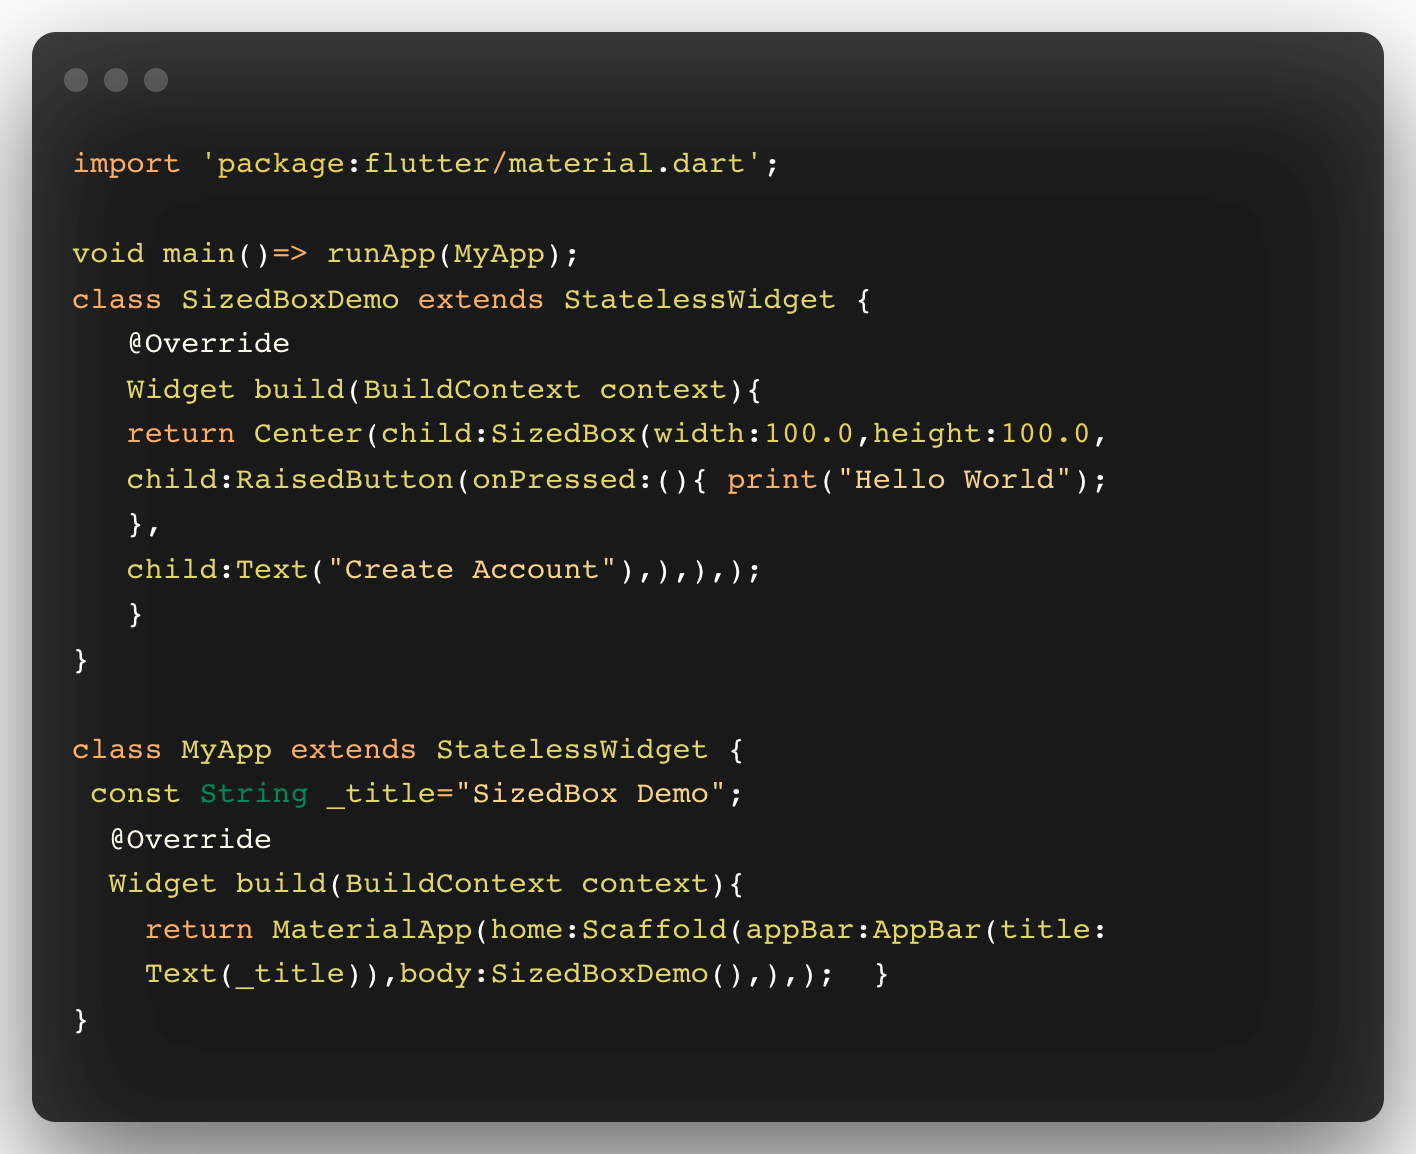 import 'package:flutter/material.dart';
void main()=> runApp(MyApp);
class SizedBoxDemo extends StatelessWidget {
@Override
Widget build(BuildContext context){
return Center(child:SizedBox(width:100.0,height:100.0,
child:RaisedButton(onPressed:(){ print("Hello World");
},
child:Text("Create Account"),),),);
}
}
class MyApp extends StatelessWidget {
const String _title="SizedBox Demo";
@Override
Widget build(BuildContext context){
return MaterialApp(home:Scaffold(appBar:AppBar(title:
Text(_title)),body:SizedBoxDemo(),),);  }
}